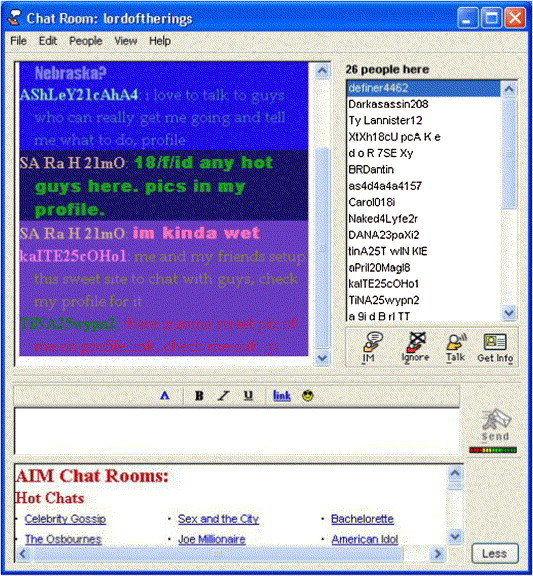 Chat Room: lordoftherings
File Edit People View Help
Nebraska?
AShLeY21cAhA4: i love to talk to guys
who can really get me going and tell
me what to do, profile
SA Ra H 21mO: 18/f/id any hot
guys here. pics in my
profile.
SA Ra H 21mO: im kinda wet
kaITE25cOHo1: me and my friends setup
this sweet site to chat with guys, check
my profile for it
TiNA25wypn2:
26 people here
definer4462
Darkasassin208
Ty Lannister12
XtXh18cU pcA K e
d o R 7SE Xy
BRDantin
as4d4a4a4157
Carol018i
Naked4Lyfe2r
DANA23paXi2
tinA25T wIN KlE
aPril20MagI8
kaITE25cOHo1
TiNA25wypn2
a 9i d B rI TT
IM Ignore Talk Get Info
A B I U link
Send
AIM Chat Rooms:
Hot Chats
• Celebrity Gossip • Sex and the City • Bachelorette
• The Osbournes • Joe Millionaire • American Idol
Less